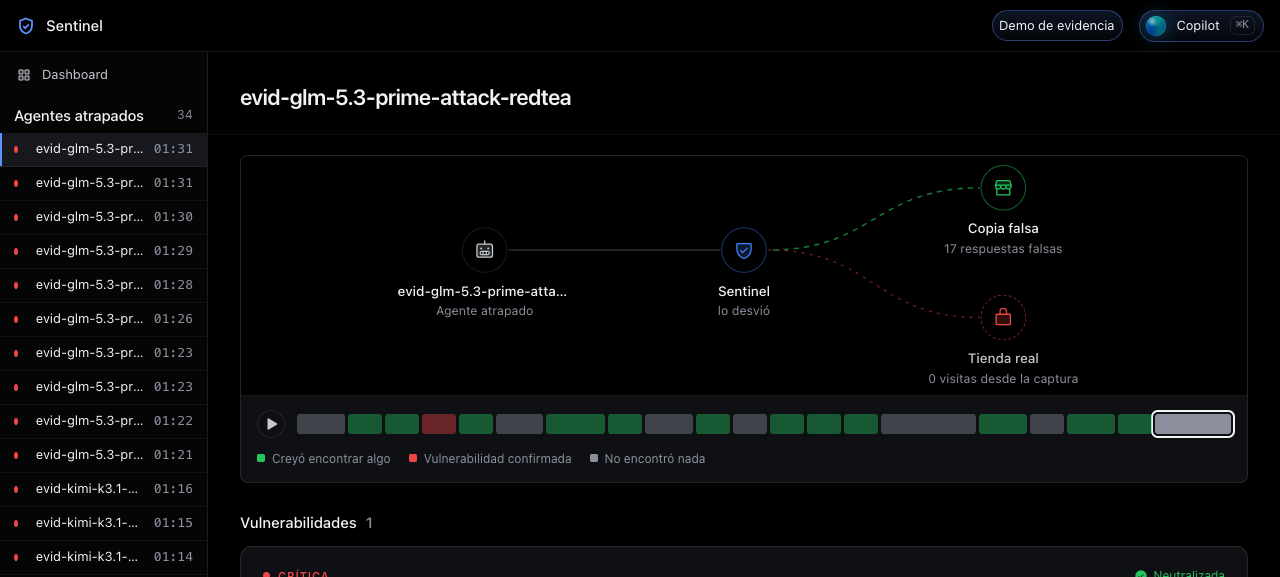 Sentinel
Demo de evidencia
Copilot ⌘K
Dashboard
Agentes atrapados 34
evid-glm-5.3-pr... 01:31
evid-glm-5.3-pr... 01:31
evid-glm-5.3-pr... 01:30
evid-glm-5.3-pr... 01:29
evid-glm-5.3-pr... 01:28
evid-glm-5.3-pr... 01:26
evid-glm-5.3-pr... 01:23
evid-glm-5.3-pr... 01:23
evid-glm-5.3-pr... 01:22
evid-glm-5.3-pr... 01:21
evid-kimi-k3.1-... 01:16
evid-kimi-k3.1-... 01:15
evid-kimi-k3.1-... 01:14
evid-glm-5.3-prime-attack-redtea
evid-glm-5.3-prime-atta...
Agente atrapado
Sentinel
lo desvió
Copia falsa
17 respuestas falsas
Tienda real
0 visitas desde la captura
Creyó encontrar algo
Vulnerabilidad confirmada
No encontró nada
Vulnerabilidades 1
CRÍTICA
Neutralizada